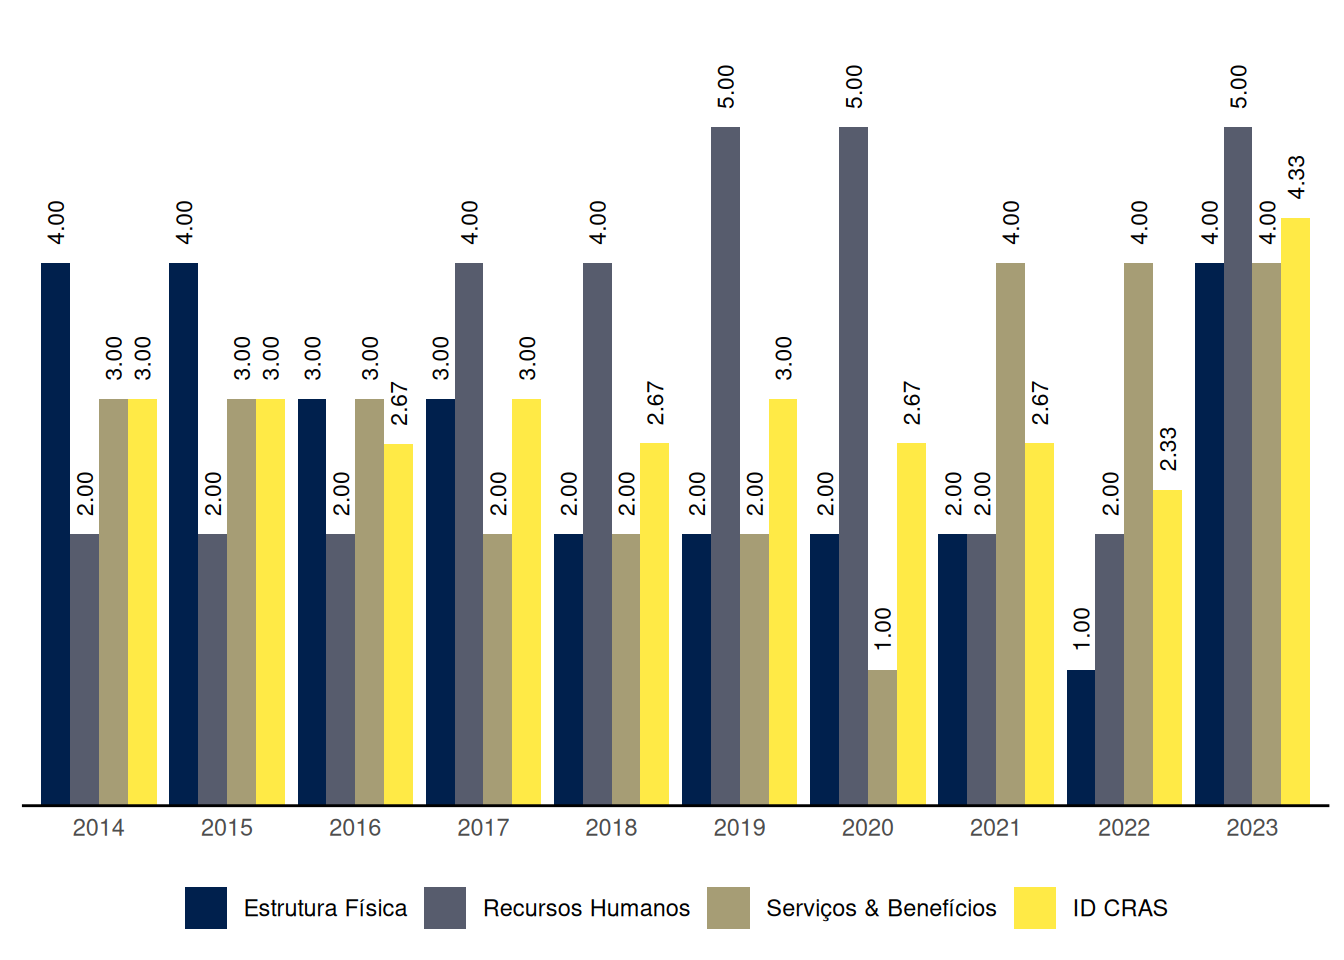 4.00 2.00 3.00 3.00
4.00 2.00 3.00 3.00
3.00 2.00 3.00 2.67
3.00 4.00 2.00 3.00
2.00 4.00 2.00 2.67
2.00 5.00 2.00 3.00
2.00 5.00 1.00 2.67
2.00 2.00 4.00 2.67
1.00 2.00 4.00 2.33
4.00 5.00 4.00 4.33
2014 2015 2016 2017 2018 2019 2020 2021 2022 2023
Estrutura Física Recursos Humanos Serviços & Benefícios ID CRAS